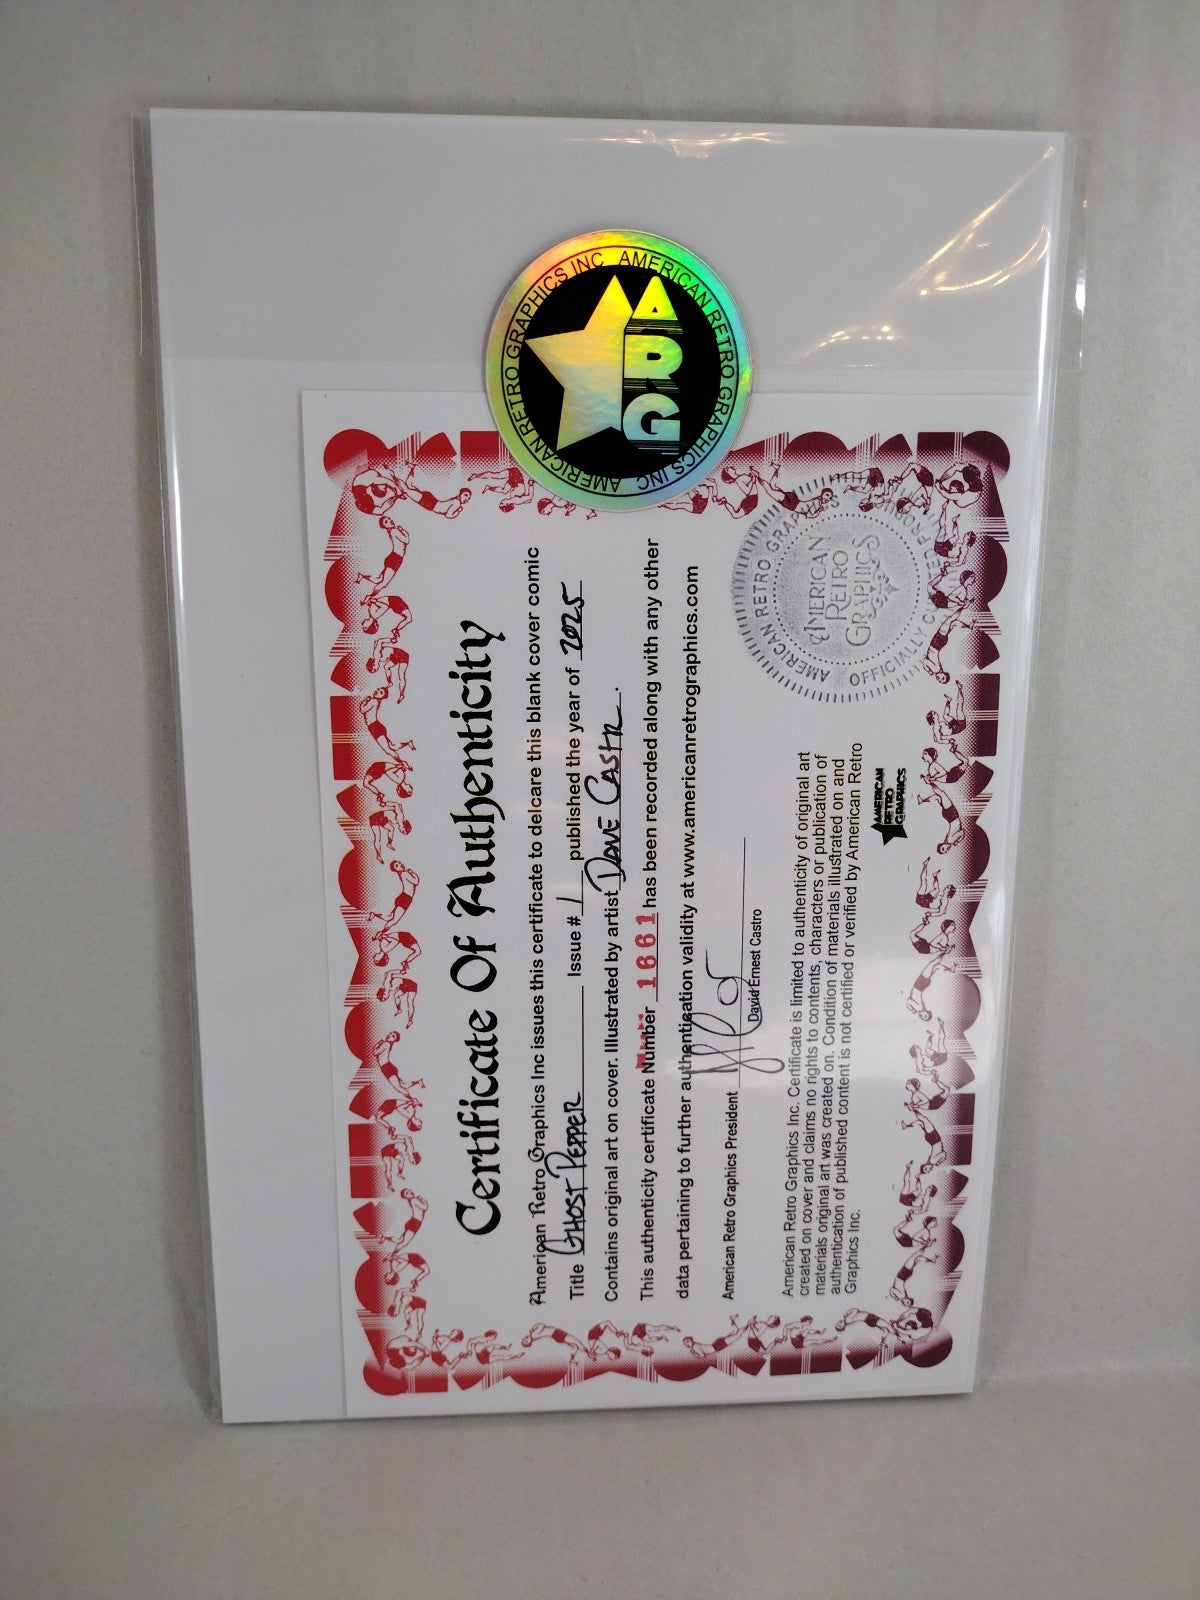 AMERICAN RETRO GRAPHICS INC AMERICAN RETRO GRAPHICS INC
ARG
Certificate Of Authenticity
American Retro Graphics Inc issues this certificate to delcare this blank cover comic
Title GHOST PEPPER Issue # 1 published the year of 2025
Contains original art on cover. Illustrated by artist DAVE CASTR.
This authenticity certificate Number 1661 has been recorded along with any other
data pertaining to further authentication validity at www.americanretrographics.com
American Retro Graphics President
David Ernest Castro
American Retro Graphics Inc. Certificate is limited to authenticity of original art
created on cover and claims no rights to contents, characters or publication of
materials original art was created on. Condition of materials illustrated on and
authentication of published content is not certified or verified by American Retro
Graphics Inc.
AMERICAN
RETRO
GRAPHICS
AMERICAN RETRO GRAPHICS
OFFICIALLY
AMERICAN
RETRO
GRAPHICS